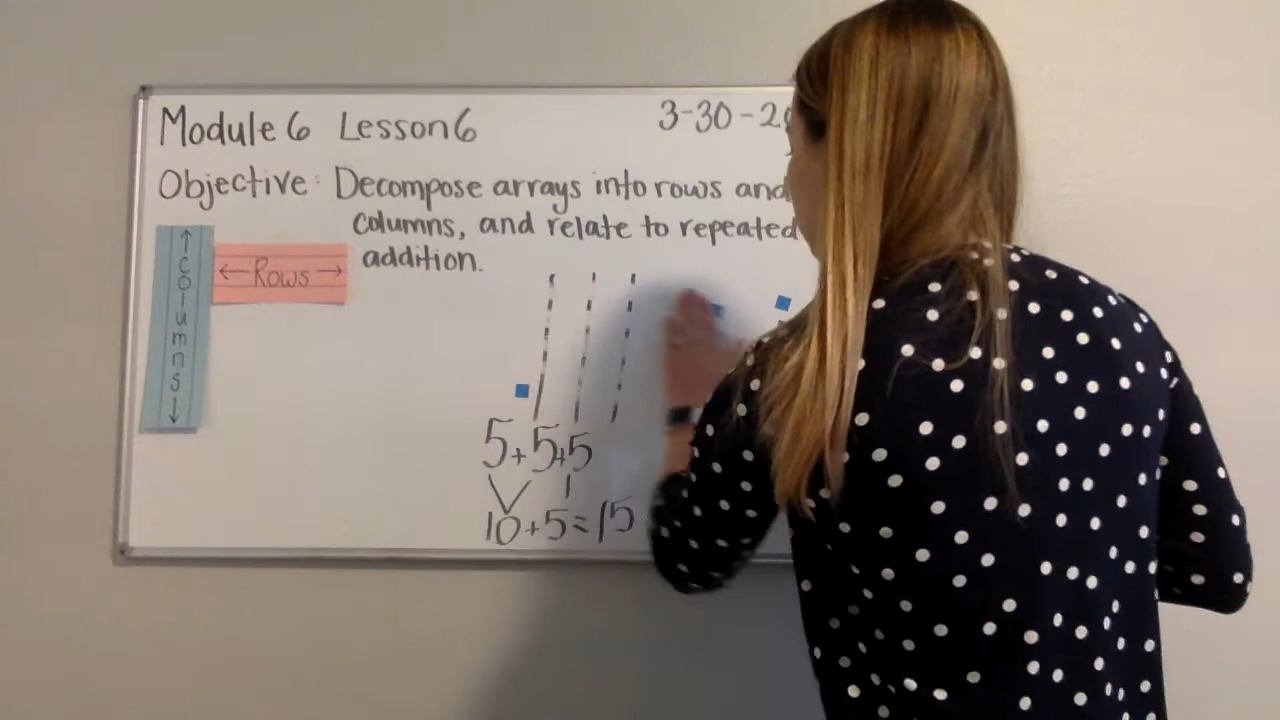 Module 6 Lesson 6
3-30-2
Objective: Decompose arrays into rows and
columns, and relate to repeated
addition.
Columns
←Rows→
5+5+5
10+5=15